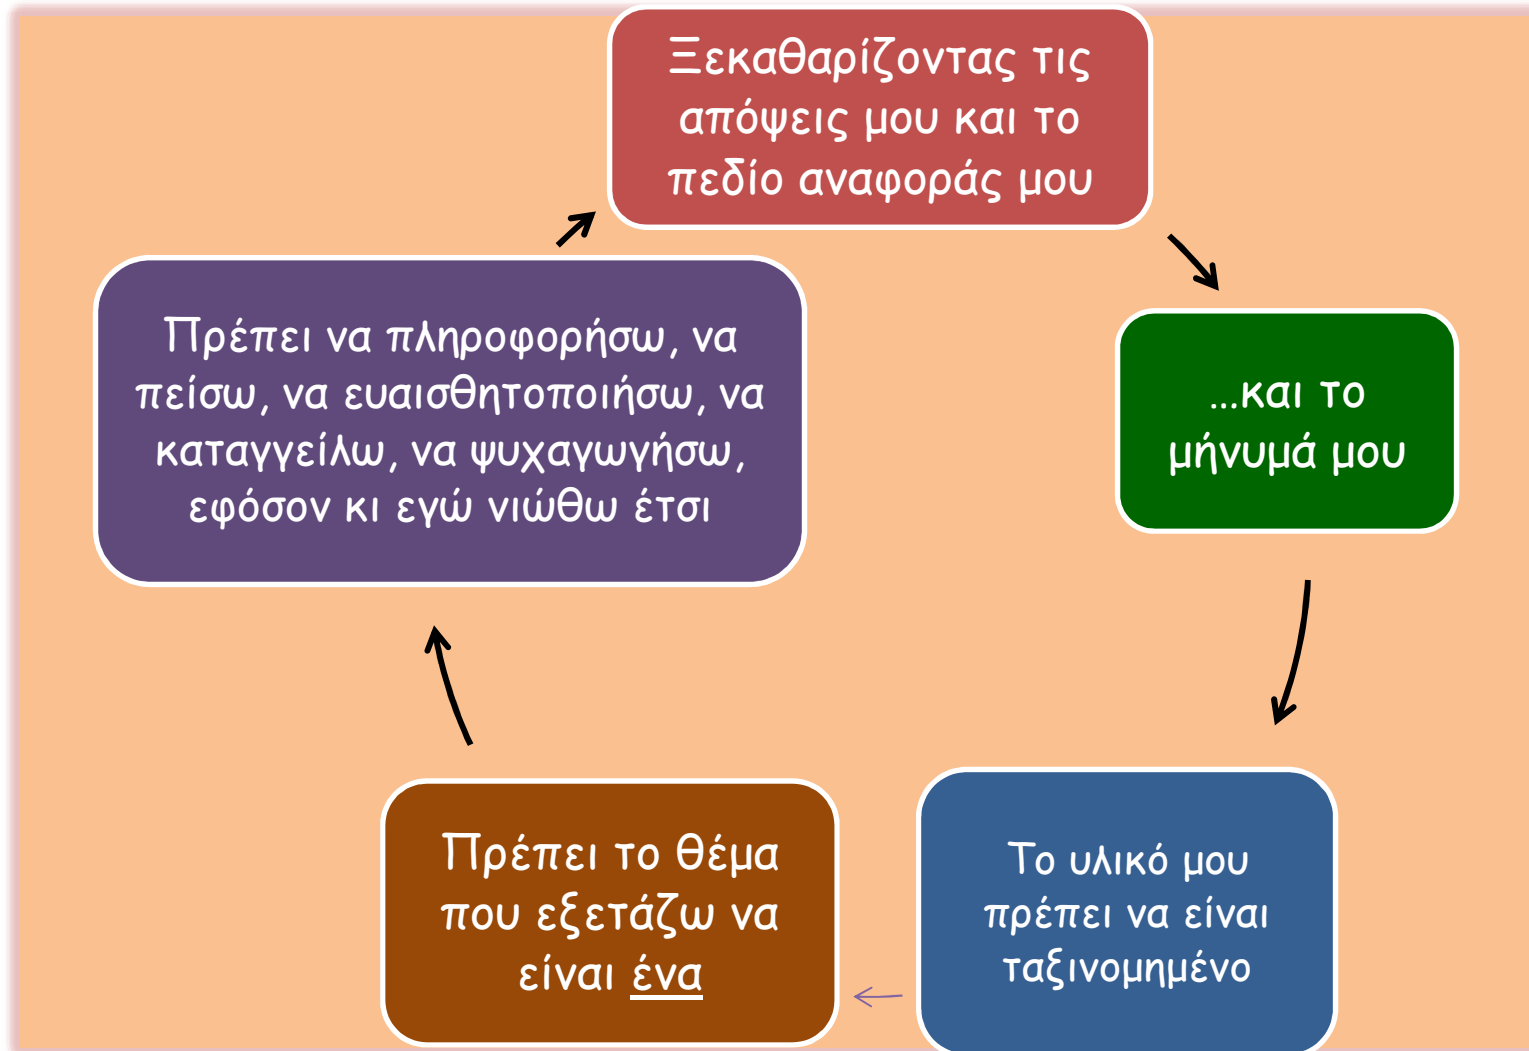 Ξεκαθαρίζοντας τις
απόψεις μου και το
πεδίο αναφοράς μου
...και το
μήνυμά μου
Το υλικό μου
πρέπει να είναι
ταξινομημένο
Πρέπει το θέμα
που εξετάζω να
είναι ένα
Πρέπει να πληροφορήσω, να
πείσω, να ευαισθητοποιήσω, να
καταγγείλω, να ψυχαγωγήσω,
εφόσον κι εγώ νιώθω έτσι